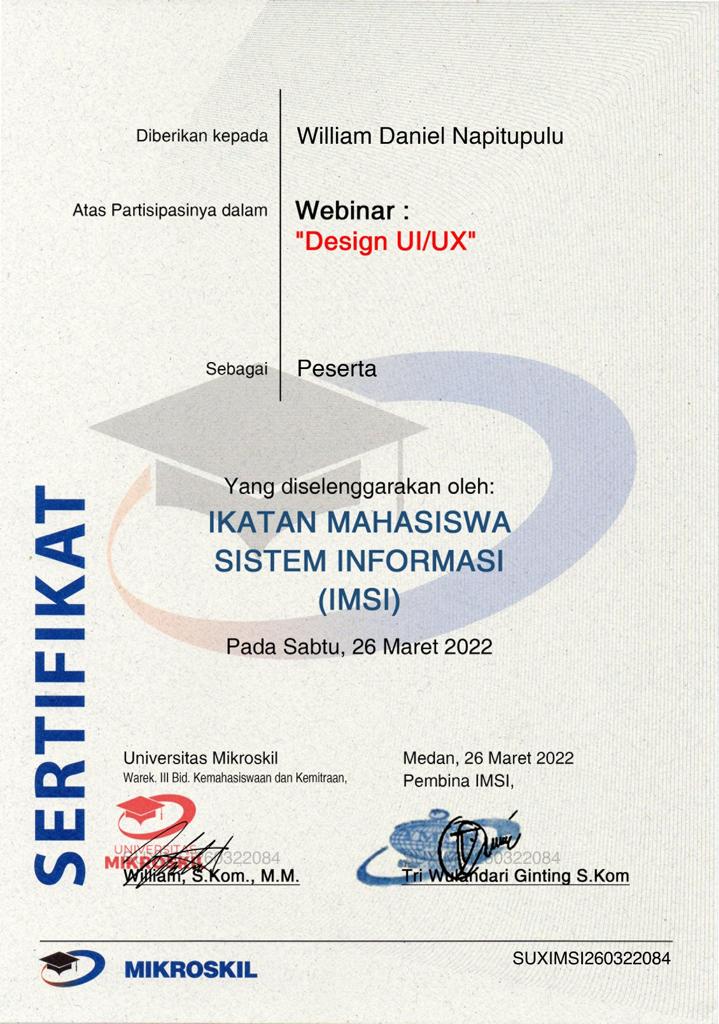 Diberikan kepada
William Daniel Napitupulu
Atas Partisipasinya dalam
Webinar :
"Design UI/UX"
Sebagai
Peserta
SERTIFIKAT
Yang diselenggarakan oleh:
IKATAN MAHASISWA
SISTEM INFORMASI
(IMSI)
Pada Sabtu, 26 Maret 2022
Universitas Mikroskil
Warek. III Bid. Kemahasiswaan dan Kemitraan,
UNIVERSITAS
MIKROSKIL
William, S.Kom., M.M.
Medan, 26 Maret 2022
Pembina IMSI,
Tri Wulandari Ginting S.Kom
MIKROSKIL
SUXIMSI260322084